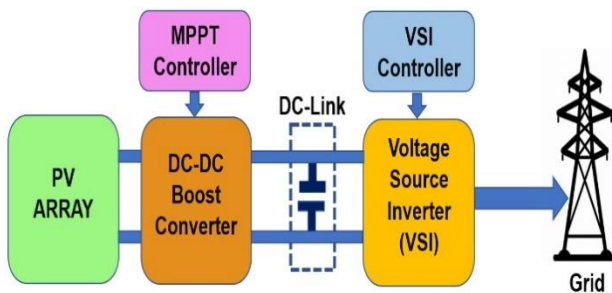 MPPT
Controller
VSI
Controller
DC-Link
PV
ARRAY
DC-DC
Boost
Converter
Voltage
Source
Inverter
(VSI)
Grid